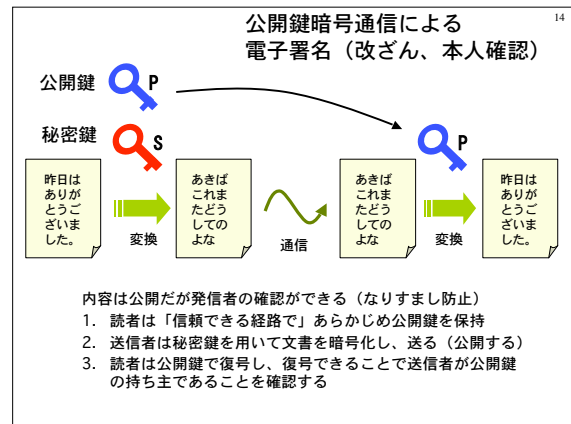 公開鍵暗号通信による
電子署名（改ざん、本人確認）
14
公開鍵
P
秘密鍵
S
P
昨日は
ありが
とうご
ざいま
した。
変換
あきば
これま
たどう
しての
よな
通信
あきば
これま
たどう
しての
よな
変換
昨日は
ありが
とうご
ざいま
した。
内容は公開だが発信者の確認ができる（なりすまし防止）
1. 読者は「信頼できる経路で」あらかじめ公開鍵を保持
2. 送信者は秘密鍵を用いて文書を暗号化し、送る（公開する）
3. 読者は公開鍵で復号し、復号できることで送信者が公開鍵
の持ち主であることを確認する